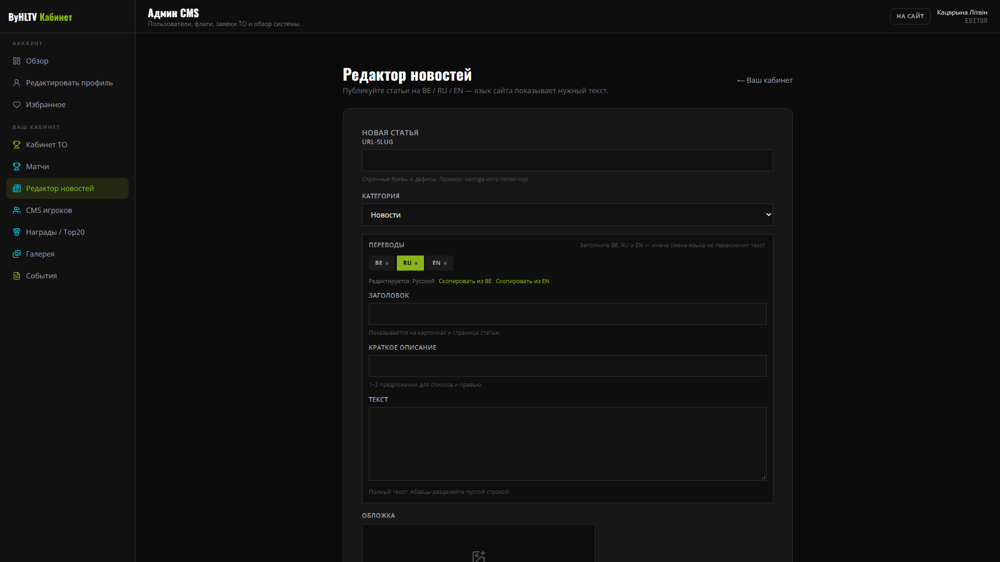 ByHLTV Кабинет
АККАУНТ
Обзор
Редактировать профиль
Избранное
ВАШ КАБИНЕТ
Кабинет ТО
Матчи
Редактор новостей
CMS игроков
Награды / Top20
Галерея
События
Админ CMS
Пользователи, флаги, заявки ТО и обзор системы.
НА САЙТ
Кацярына Літвін
EDITOR
Редактор новостей
Публикуйте статьи на BE / RU / EN — язык сайта показывает нужный текст.
← Ваш кабинет
НОВАЯ СТАТЬЯ
URL-SLUG
Строчные буквы и дефисы. Пример: nemiga-wins-minsk-cup
КАТЕГОРИЯ
Новости
ПЕРЕВОДЫ
Заполните BE, RU и EN — иначе смена языка не переключит текст.
BE
RU
EN
Редактируется: Русский Скопировать из BE Скопировать из EN
ЗАГОЛОВОК
Показывается на карточках и странице статьи.
КРАТКОЕ ОПИСАНИЕ
1–2 предложения для списков и превью.
ТЕКСТ
Полный текст. Абзацы разделяйте пустой строкой.
ОБЛОЖКА